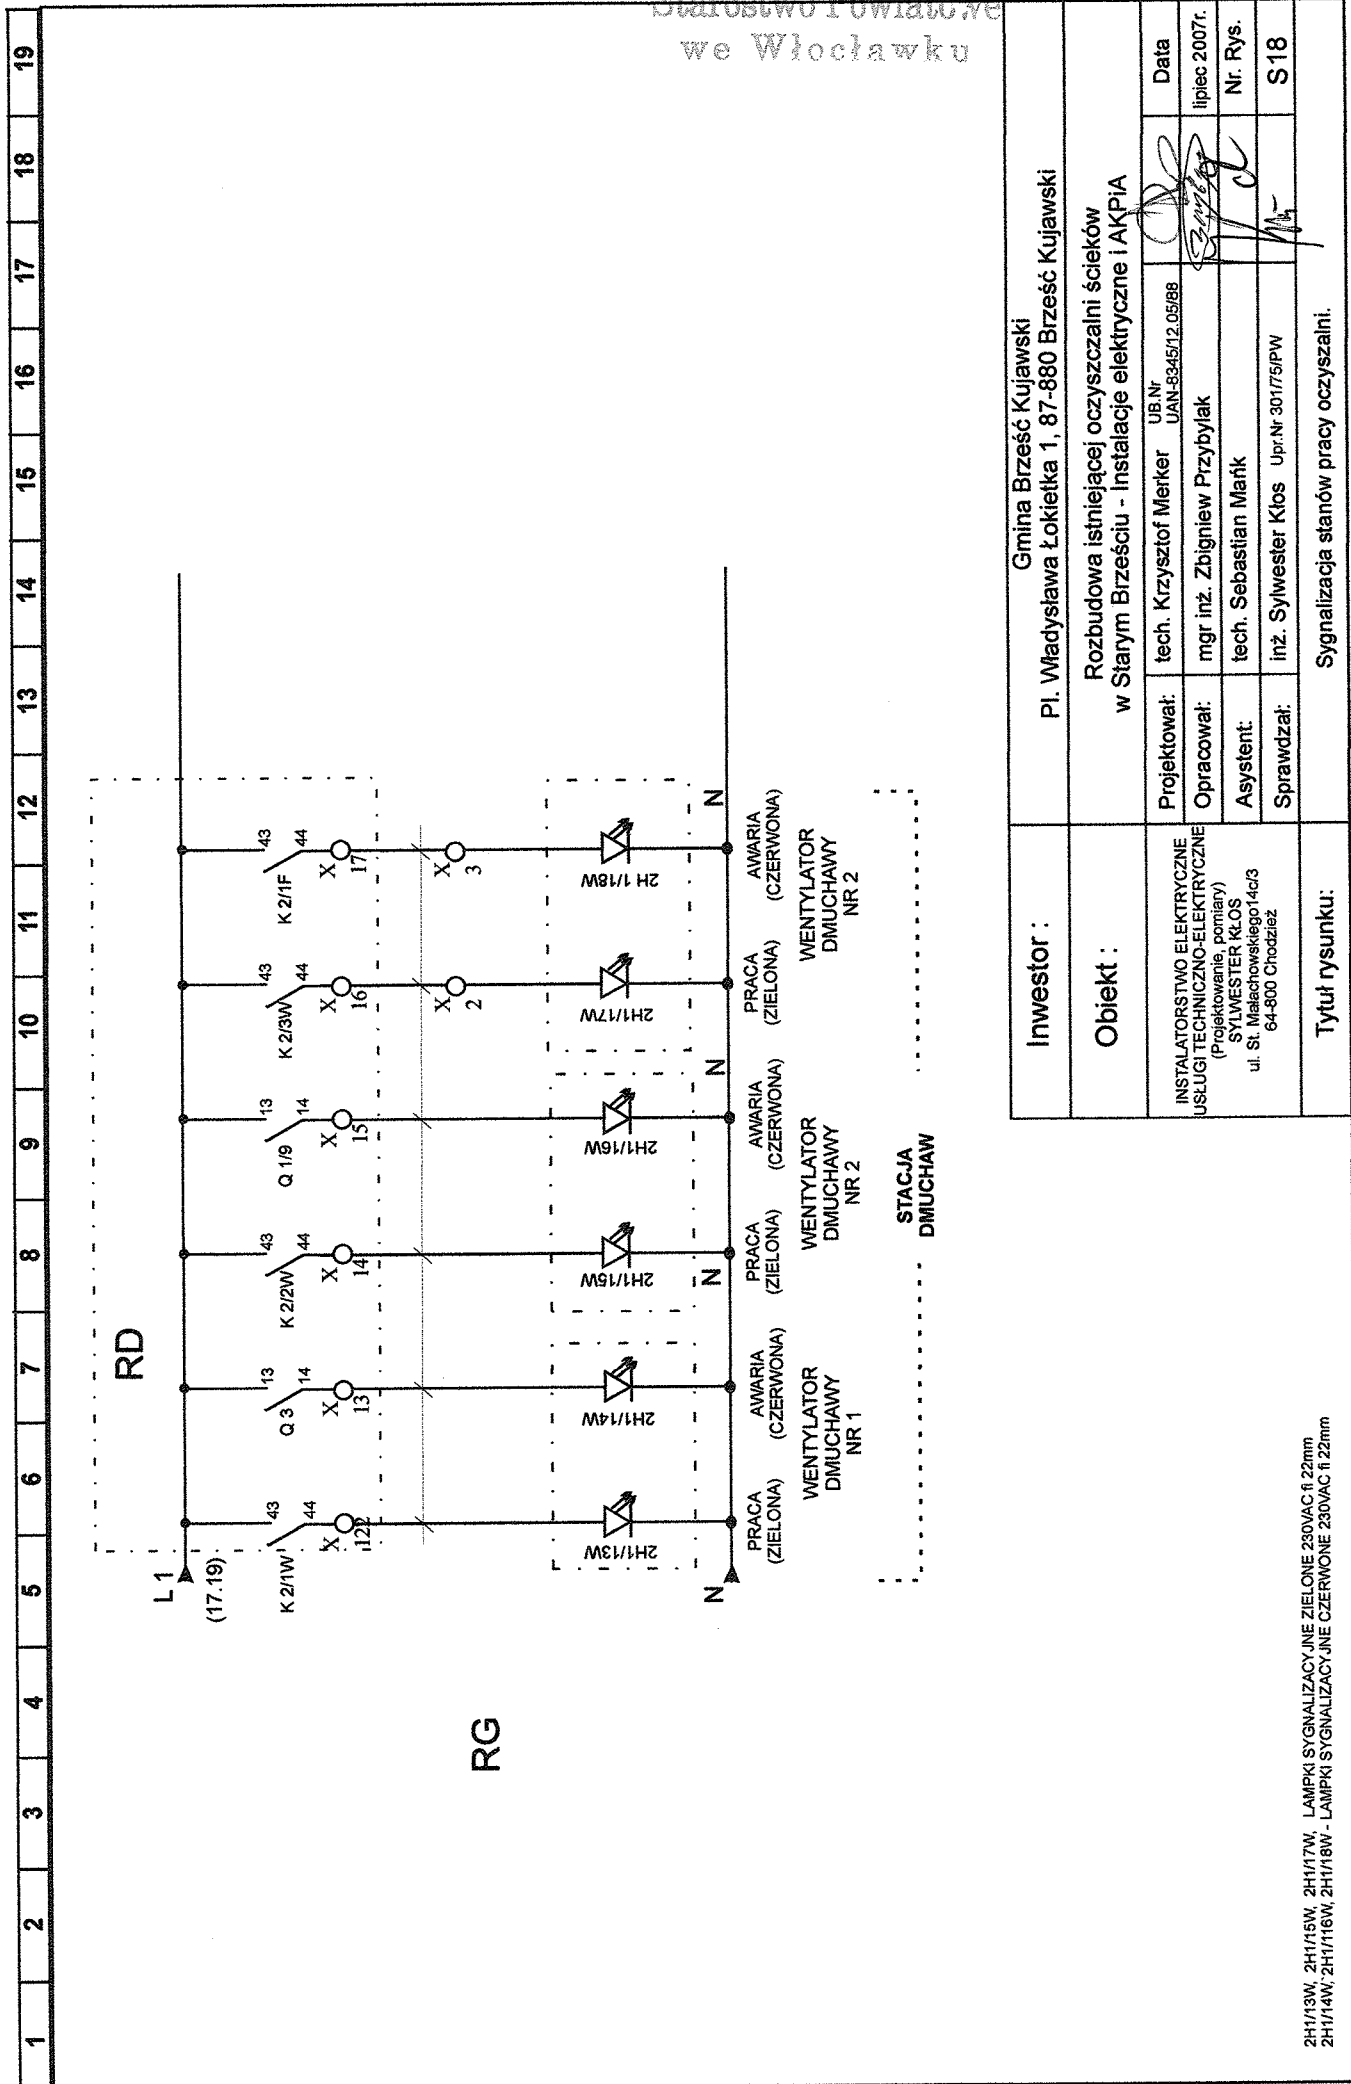 1 2 3 4 5 6 7 8 9 10 11 12 13 14 15 16 17 18 19
we Włocławku
RD
L 1
(17.19)
K 2/1W
43
44
X
122
Q 3
13
14
X
13
K 2/2W
43
44
X
14
Q 1/9
13
14
X
15
K 2/3W
43
44
X
16
K 2/1F
43
44
X
17
X
2
X
3
RG
2H1/13W
2H1/14W
2H1/15W
2H1/16W
2H1/17W
2H 1/18W
N
N
N
N
PRACA
(ZIELONA)
AWARIA
(CZERWONA)
PRACA
(ZIELONA)
AWARIA
(CZERWONA)
PRACA
(ZIELONA)
AWARIA
(CZERWONA)
WENTYLATOR
DMUCHAWY
NR 1
WENTYLATOR
DMUCHAWY
NR 2
WENTYLATOR
DMUCHAWY
NR 2
STACJA
DMUCHAW
Inwestor :
Gmina Brześć Kujawski
Pl. Władysława Łokietka 1, 87-880 Brześć Kujawski
Obiekt :
Rozbudowa istniejącej oczyszczalni ścieków
w Starym Brześciu - Instalacje elektryczne i AKPiA
INSTALATORSTWO ELEKTRYCZNE
USŁUGI TECHNICZNO-ELEKTRYCZNE
(Projektowanie, pomiary)
SYLWESTER KŁOS
ul. St. Małachowskiego14c/3
64-800 Chodzież
Projektował: tech. Krzysztof Merker UB.Nr
UAN-8345/12.05/88
Data
Opracował: mgr inż. Zbigniew Przybylak lipiec 2007r.
Asystent: tech. Sebastian Mańk Nr. Rys.
Sprawdzał: inż. Sylwester Kłos Upr.Nr 301/75/PW S18
Tytuł rysunku: Sygnalizacja stanów pracy oczyszalni.
2H1/13W, 2H1/15W, 2H1/17W, LAMPKI SYGNALIZACYJNE ZIELONE 230VAC fi 22mm
2H1/14W, 2H1/116W, 2H1/18W - LAMPKI SYGNALIZACYJNE CZERWONE 230VAC fi 22mm